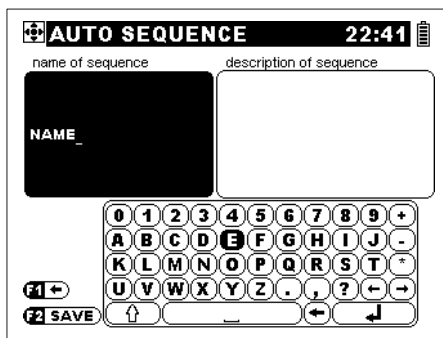 AUTO SEQUENCE 22:41
name of sequence description of sequence
NAME_
0 1 2 3 4 5 6 7 8 9 +
A B C D E F G H I J -
K L M N O P Q R S T *
F1 ← U V W X Y Z . , ? ← →
F2 SAVE